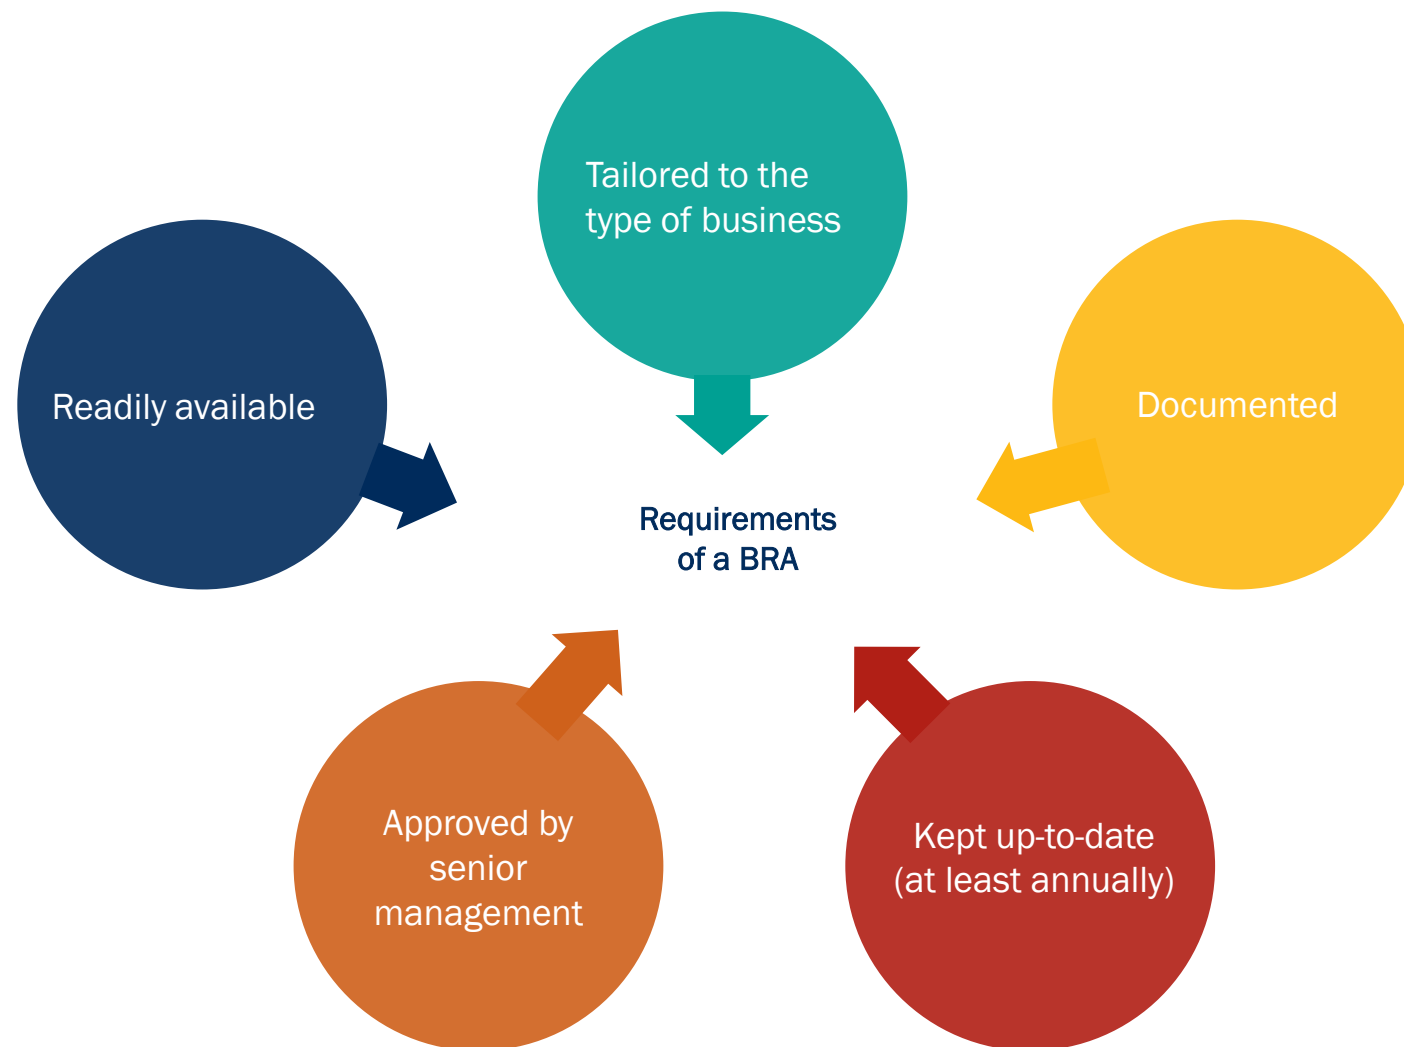 Tailored to the
type of business
Readily available
Documented
Requirements
of a BRA
Approved by
senior
management
Kept up-to-date
(at least annually)